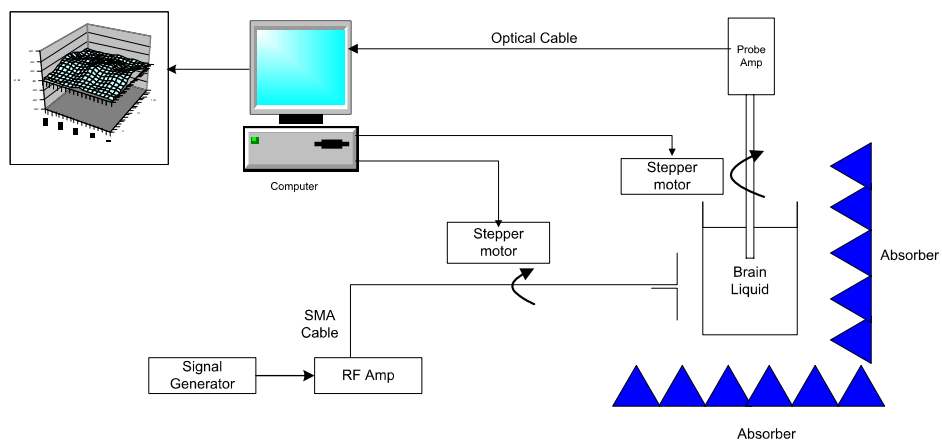 Optical Cable
Probe
Amp
Computer
Stepper
motor
Stepper
motor
Brain
Liquid
Absorber
SMA
Cable
Signal
Generator
RF Amp
Absorber